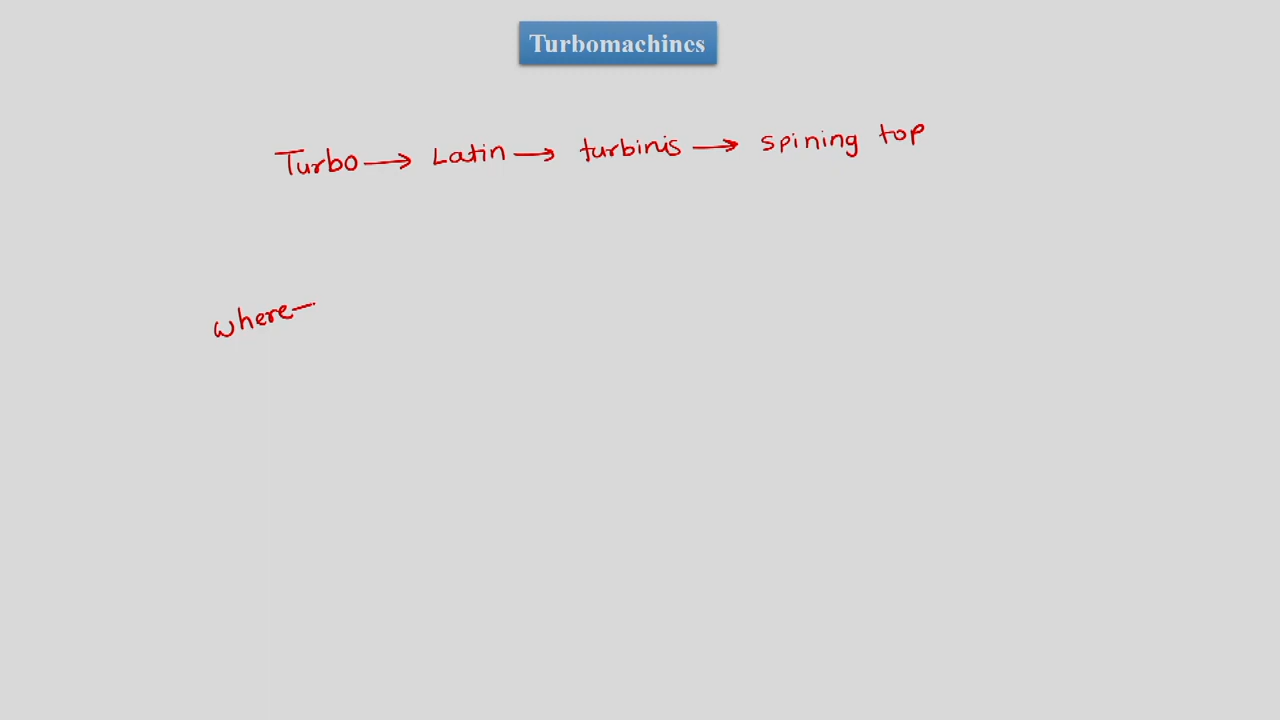 Turbomachines
Turbo → Latin → turbinis → spining top
where—